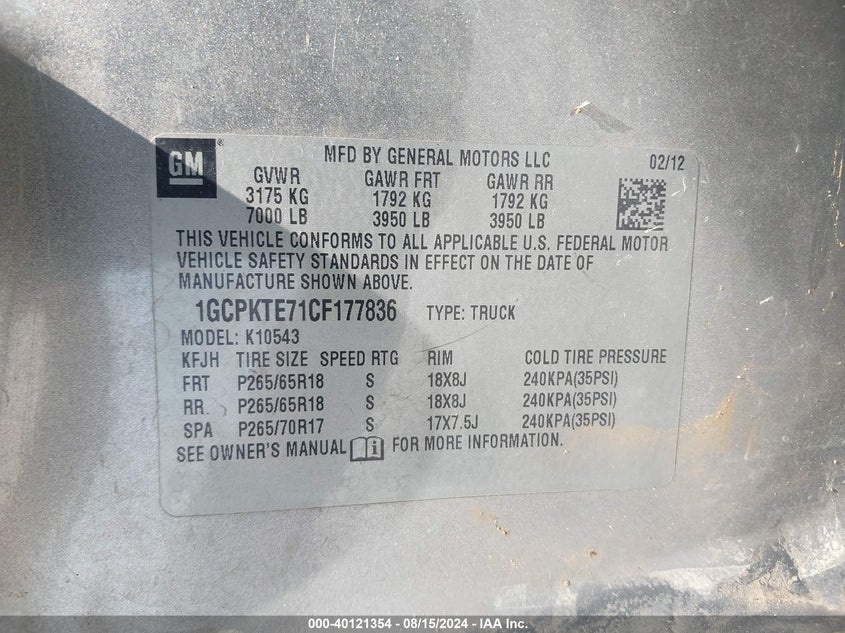 GM®
MFD BY GENERAL MOTORS LLC 02/12
GVWR GAWR FRT GAWR RR
3175 KG 1792 KG 1792 KG
7000 LB 3950 LB 3950 LB
THIS VEHICLE CONFORMS TO ALL APPLICABLE U.S. FEDERAL MOTOR
VEHICLE SAFETY STANDARDS IN EFFECT ON THE DATE OF
MANUFACTURE SHOWN ABOVE.
1GCPKTE71CF177836 TYPE: TRUCK
MODEL: K10543
KFJH TIRE SIZE SPEED RTG RIM COLD TIRE PRESSURE
FRT P265/65R18 S 18X8J 240KPA(35PSI)
RR P265/65R18 S 18X8J 240KPA(35PSI)
SPA P265/70R17 S 17X7.5J 240KPA(35PSI)
SEE OWNER'S MANUAL i FOR MORE INFORMATION.
000-40121354 - 08/15/2024 - IAA Inc.